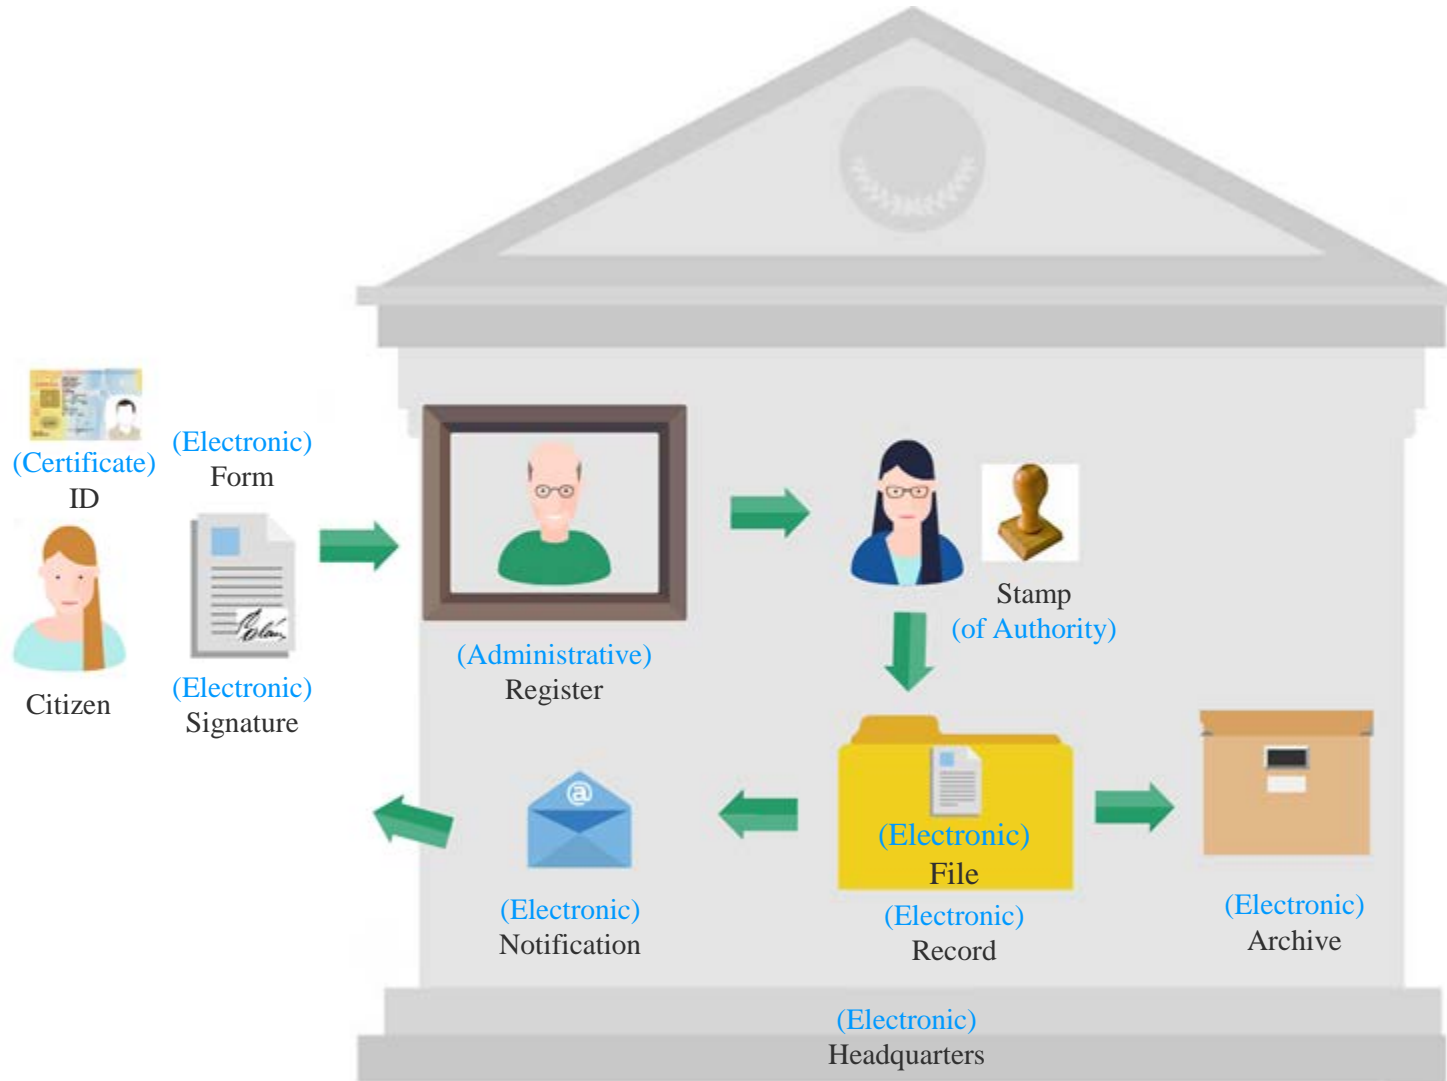 (Certificate)
ID
Citizen
(Electronic)
Form
(Electronic)
Signature
(Administrative)
Register
Stamp
(of Authority)
(Electronic)
File
(Electronic)
Record
(Electronic)
Archive
@
(Electronic)
Notification
(Electronic)
Headquarters